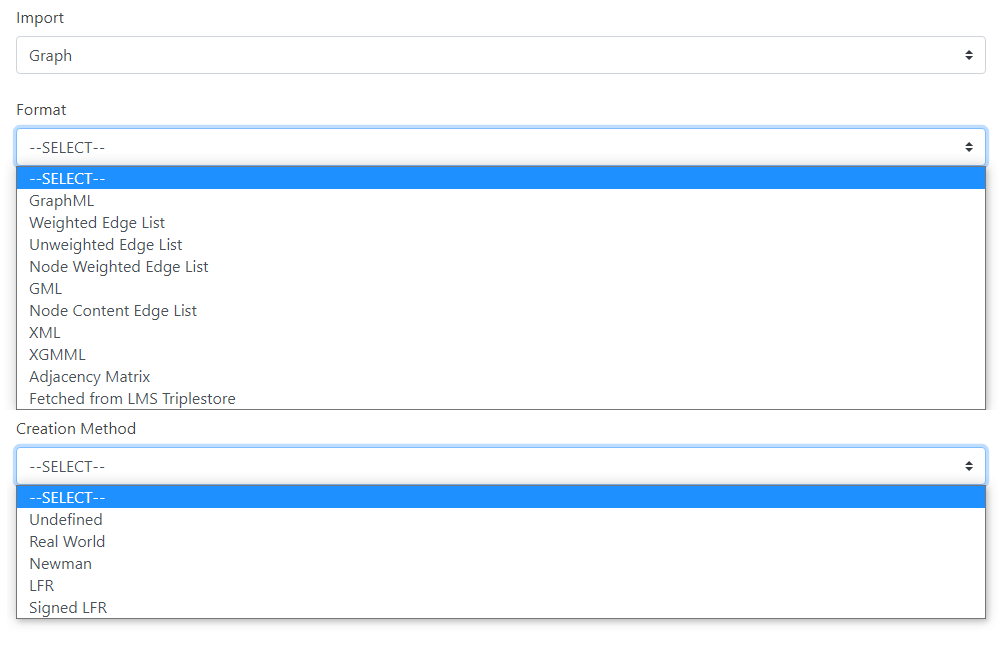 Import
Graph
Format
--SELECT--
--SELECT--
GraphML
Weighted Edge List
Unweighted Edge List
Node Weighted Edge List
GML
Node Content Edge List
XML
XGMML
Adjacency Matrix
Fetched from LMS Triplestore
Creation Method
--SELECT--
--SELECT--
Undefined
Real World
Newman
LFR
Signed LFR